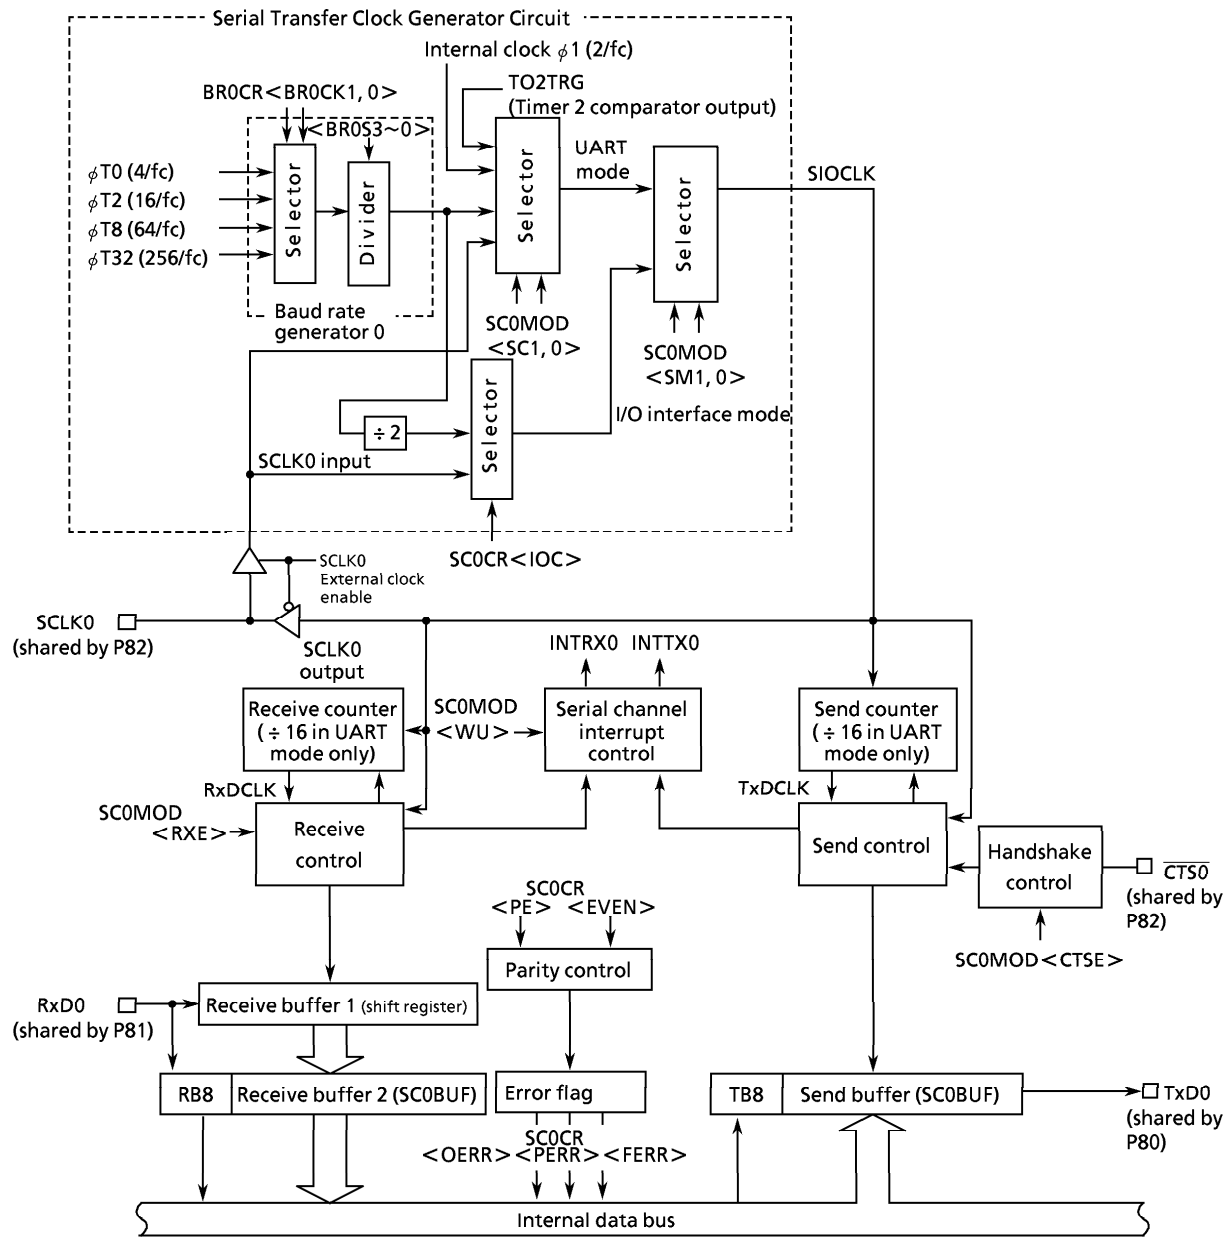 Serial Transfer Clock Generator Circuit
Internal clock ϕ1 (2/fc)
TO2TRG
(Timer 2 comparator output)
BR0CR<BR0CK1, 0>
<BR0S3~0>
UART
mode
SIOCLK
ϕT0 (4/fc)
ϕT2 (16/fc)
ϕT8 (64/fc)
ϕT32 (256/fc)
Selector
Divider
Selector
Selector
Baud rate
generator 0
SC0MOD
<SC1, 0>
SC0MOD
<SM1, 0>
I/O interface mode
÷2
Selector
SCLK0 input
SC0CR<IOC>
SCLK0
External clock
enable
SCLK0
(shared by P82)
SCLK0
output
INTRX0
INTTX0
Receive counter
(÷16 in UART
mode only)
SC0MOD
<WU>
Serial channel
interrupt
control
Send counter
(÷16 in UART
mode only)
RxDCLK
TxDCLK
SC0MOD
<RXE>
Receive
control
Send control
Handshake
control
CTS0
(shared by
P82)
SC0MOD<CTSE>
SC0CR
<PE>
<EVEN>
Parity control
RxD0
(shared by P81)
Receive buffer 1 (shift register)
RB8
Receive buffer 2 (SC0BUF)
Error flag
TB8
Send buffer (SC0BUF)
TxD0
(shared by
P80)
SC0CR
<OERR>
<PERR>
<FERR>
Internal data bus